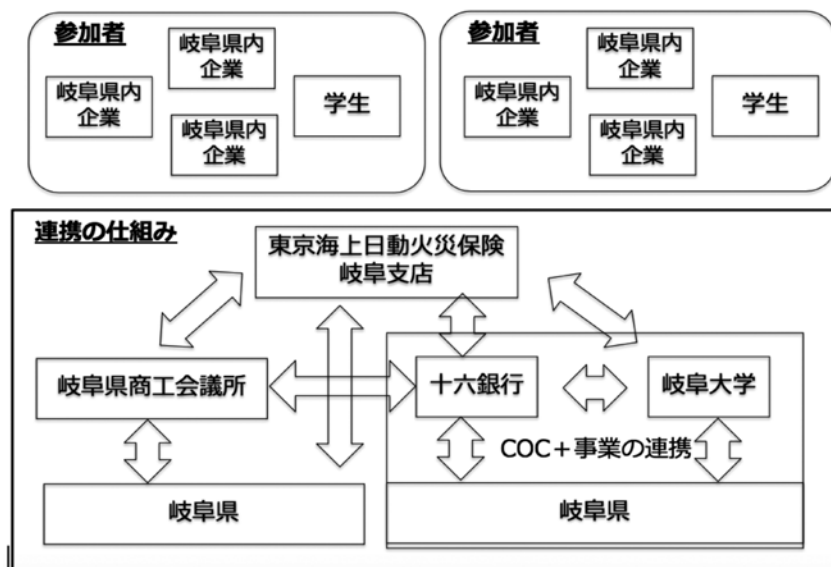 参加者
岐阜県内
企業
岐阜県内
企業
岐阜県内
企業
学生
参加者
岐阜県内
企業
岐阜県内
企業
岐阜県内
企業
学生
連携の仕組み
東京海上日動火災保険
岐阜支店
岐阜県商工会議所
十六銀行
岐阜大学
COC+事業の連携
岐阜県
岐阜県